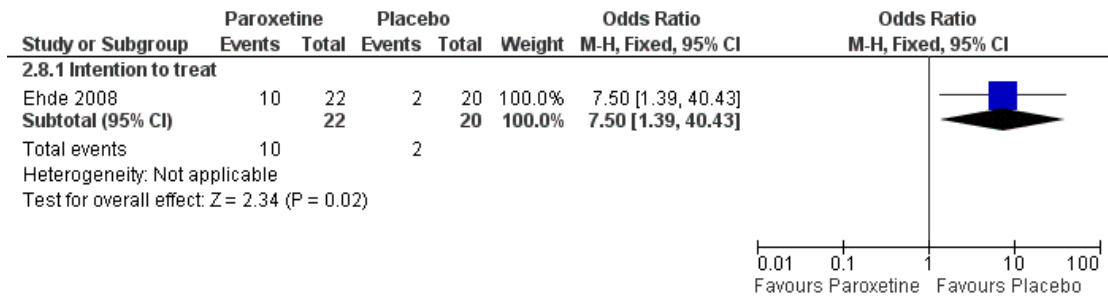 Paroxetine Placebo Odds Ratio Odds Ratio
Study or Subgroup Events Total Events Total Weight M-H, Fixed, 95% CI M-H, Fixed, 95% CI
2.8.1 Intention to treat
Ehde 2008 10 22 2 20 100.0% 7.50 [1.39, 40.43]
Subtotal (95% CI) 22 20 100.0% 7.50 [1.39, 40.43]
Total events 10 2
Heterogeneity: Not applicable
Test for overall effect: Z = 2.34 (P = 0.02)
0.01 0.1 1 10 100
Favours Paroxetine Favours Placebo